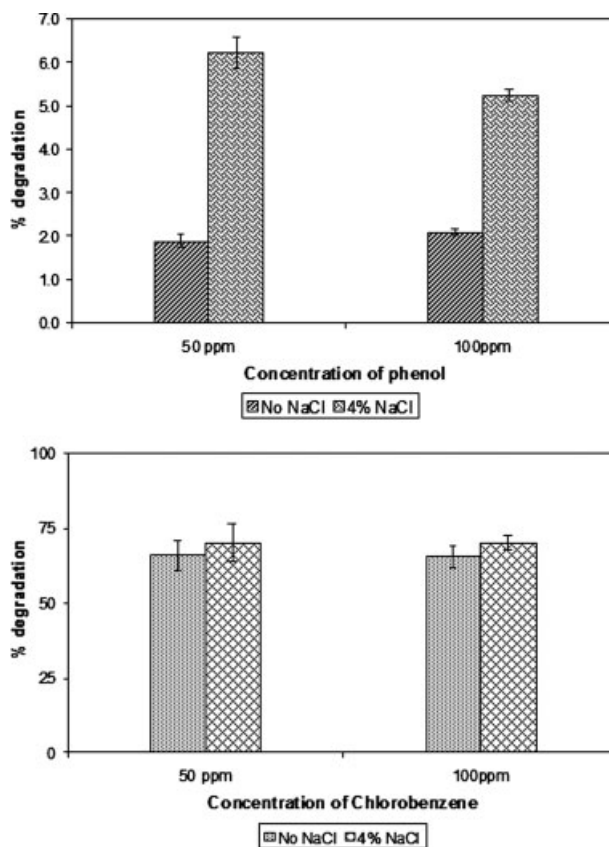 7.0
6.0
5.0
4.0
3.0
2.0
1.0
0.0
% degradation
50 ppm 100ppm
Concentration of phenol
No NaCl 4% NaCl
100
75
50
25
0
% degradation
50 ppm 100ppm
Concentration of Chlorobenzene
No NaCl 4% NaCl